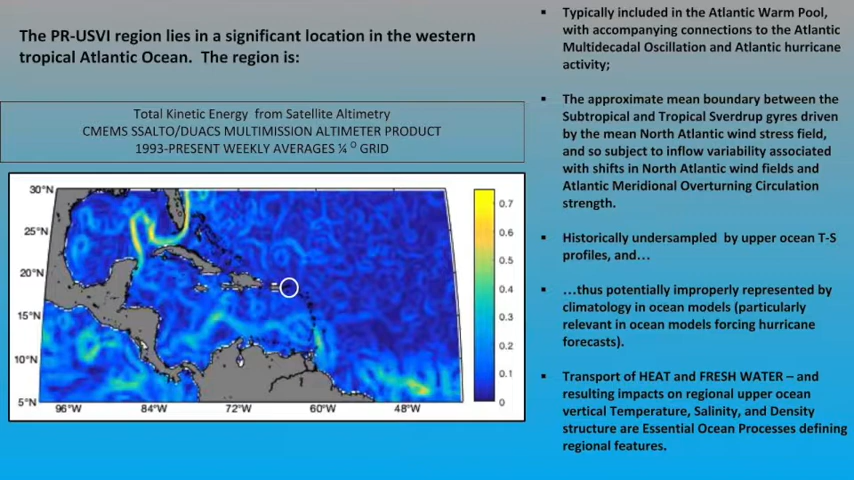 The PR-USVI region lies in a significant location in the western
tropical Atlantic Ocean. The region is:
Total Kinetic Energy from Satellite Altimetry
CMEMS SSALTO/DUACS MULTIMISSION ALTIMETER PRODUCT
1993-PRESENT WEEKLY AVERAGES ¼ ᴼ GRID
30°N
25°N
20°N
15°N
10°N
5°N
96°W 84°W 72°W 60°W 48°W
0.7
0.6
0.5
0.4
0.3
0.2
0.1
0
▪ Typically included in the Atlantic Warm Pool,
with accompanying connections to the Atlantic
Multidecadal Oscillation and Atlantic hurricane
activity;
▪ The approximate mean boundary between the
Subtropical and Tropical Sverdrup gyres driven
by the mean North Atlantic wind stress field,
and so subject to inflow variability associated
with shifts in North Atlantic wind fields and
Atlantic Meridional Overturning Circulation
strength.
▪ Historically undersampled by upper ocean T-S
profiles, and…
▪ …thus potentially improperly represented by
climatology in ocean models (particularly
relevant in ocean models forcing hurricane
forecasts).
▪ Transport of HEAT and FRESH WATER – and
resulting impacts on regional upper ocean
vertical Temperature, Salinity, and Density
structure are Essential Ocean Processes defining
regional features.